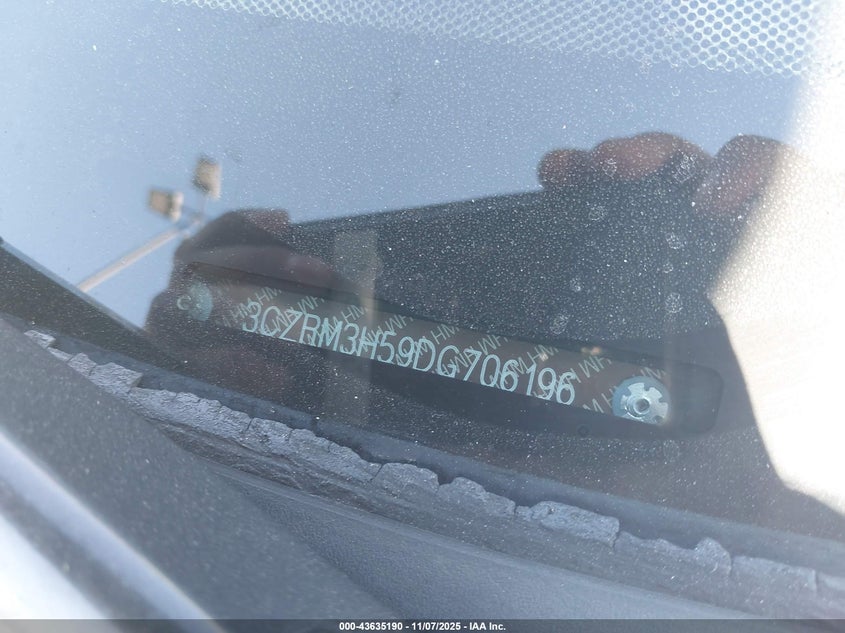 3CZRM3H59DG706196
000-43635190 - 11/07/2025 - IAA Inc.